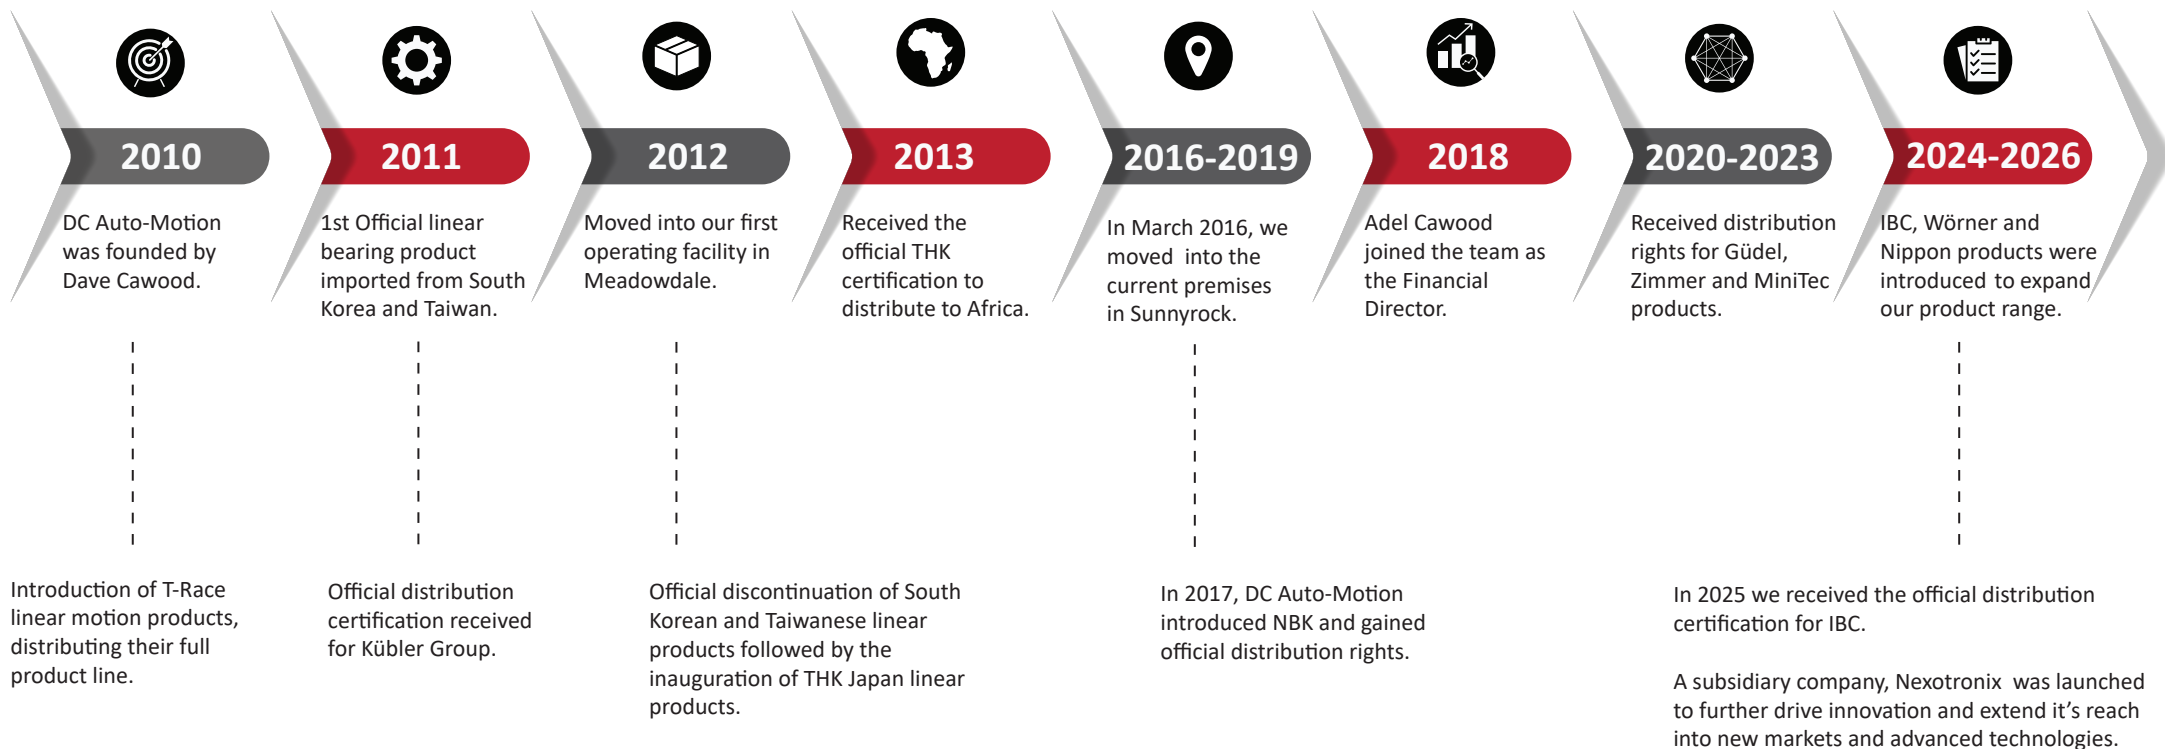 2010
DC Auto-Motion
was founded by
Dave Cawood.
Introduction of T-Race
linear motion products,
distributing their full
product line.
2011
1st Official linear
bearing product
imported from South
Korea and Taiwan.
Official distribution
certification received
for Kübler Group.
2012
Moved into our first
operating facility in
Meadowdale.
Official discontinuation of South
Korean and Taiwanese linear
products followed by the
inauguration of THK Japan linear
products.
2013
Received the
official THK
certification to
distribute to Africa.
2016-2019
In March 2016, we
moved into the
current premises
in Sunnyrock.
In 2017, DC Auto-Motion
introduced NBK and gained
official distribution rights.
2018
Adel Cawood
joined the team as
the Financial
Director.
2020-2023
Received distribution
rights for Güdel,
Zimmer and MiniTec
products.
2024-2026
IBC, Wörner and
Nippon products were
introduced to expand
our product range.
In 2025 we received the official distribution
certification for IBC.
A subsidiary company, Nexotronix was launched
to further drive innovation and extend it's reach
into new markets and advanced technologies.